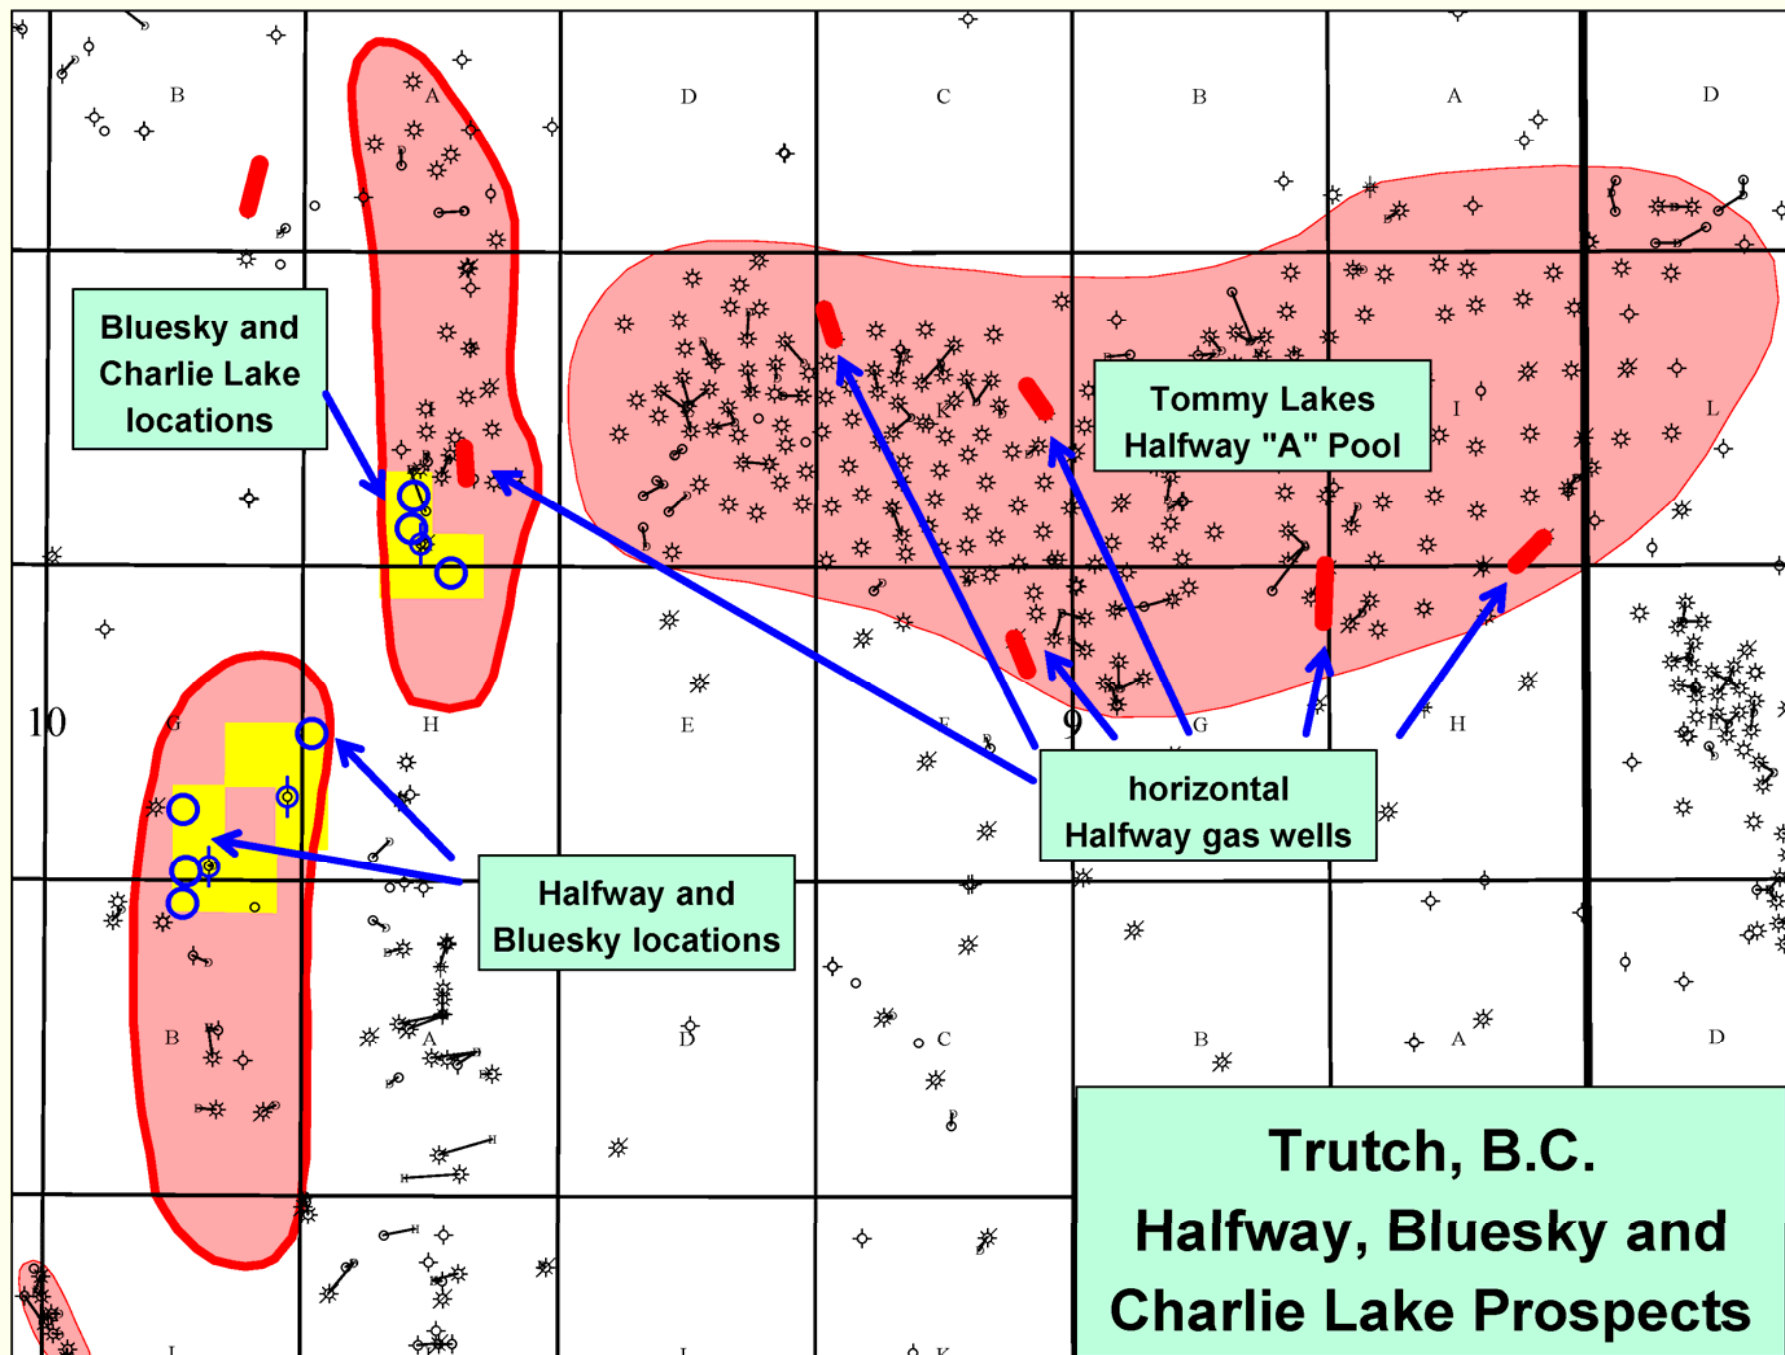 B
A
D
C
B
A
D
Bluesky and
Charlie Lake
locations
Tommy Lakes
Halfway "A" Pool
K
I
L
10
G
H
E
F
9
G
H
horizontal
Halfway gas wells
Halfway and
Bluesky locations
B
A
D
C
B
A
D
Trutch, B.C.
Halfway, Bluesky and
Charlie Lake Prospects